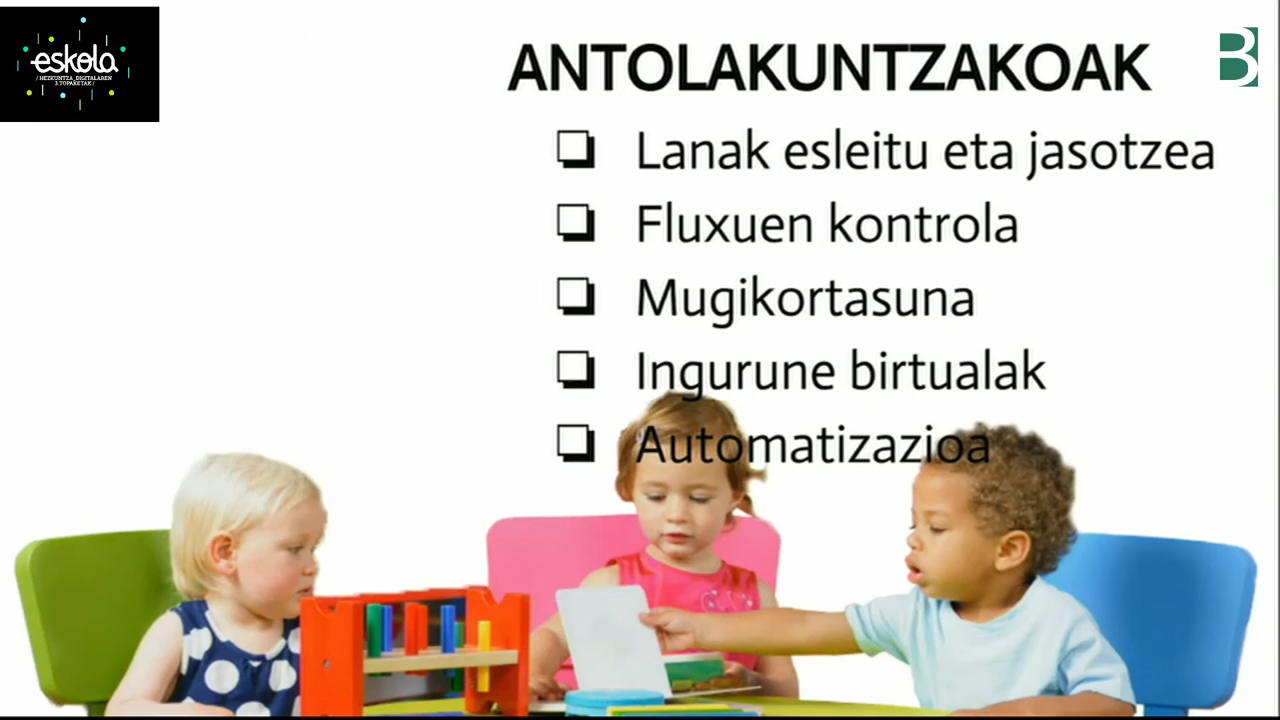 eskola
/ HEZKUNTZA_DIGITALAREN
3.TOPAKETAK /
ANTOLAKUNTZAKOAK
B
Lanak esleitu eta jasotzea
Fluxuen kontrola
Mugikortasuna
Ingurune birtualak
Automatizazioa